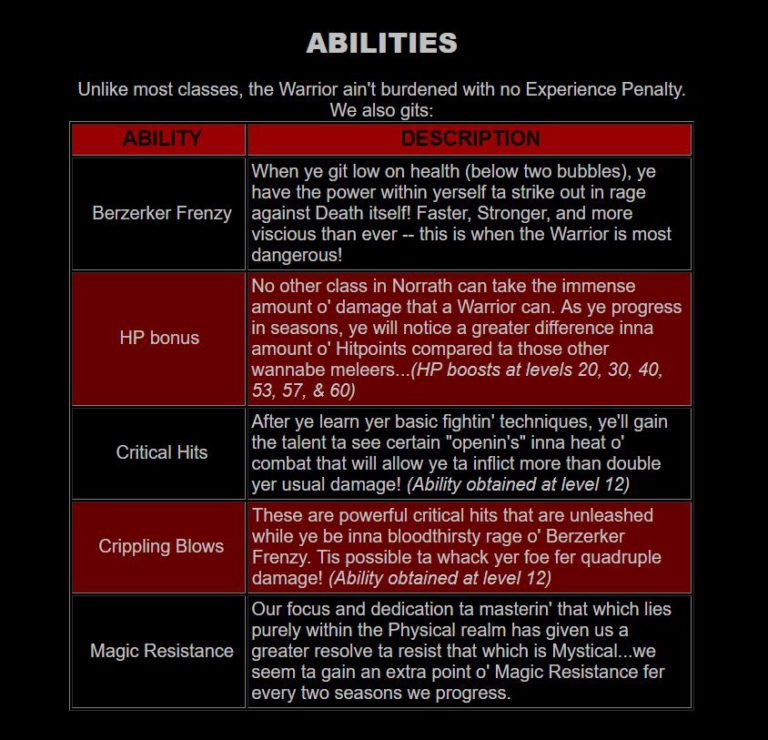 ABILITIES
Unlike most classes, the Warrior ain't burdened with no Experience Penalty.
We also gits:
ABILITY
DESCRIPTION
Berzerker Frenzy
When ye git low on health (below two bubbles), ye
have the power within yerself ta strike out in rage
against Death itself! Faster, Stronger, and more
viscious than ever -- this is when the Warrior is most
dangerous!
HP bonus
No other class in Norrath can take the immense
amount o' damage that a Warrior can. As ye progress
in seasons, ye will notice a greater difference inna
amount o' Hitpoints compared ta those other
wannabe meleers...(HP boosts at levels 20, 30, 40,
53, 57, & 60)
Critical Hits
After ye learn yer basic fightin' techniques, ye'll gain
the talent ta see certain "openin's" inna heat o'
combat that will allow ye ta inflict more than double
yer usual damage! (Ability obtained at level 12)
Crippling Blows
These are powerful critical hits that are unleashed
while ye be inna bloodthirsty rage o' Berzerker
Frenzy. Tis possible ta whack yer foe fer quadruple
damage! (Ability obtained at level 12)
Magic Resistance
Our focus and dedication ta masterin' that which lies
purely within the Physical realm has given us a
greater resolve ta resist that which is Mystical...we
seem ta gain an extra point o' Magic Resistance fer
every two seasons we progress.